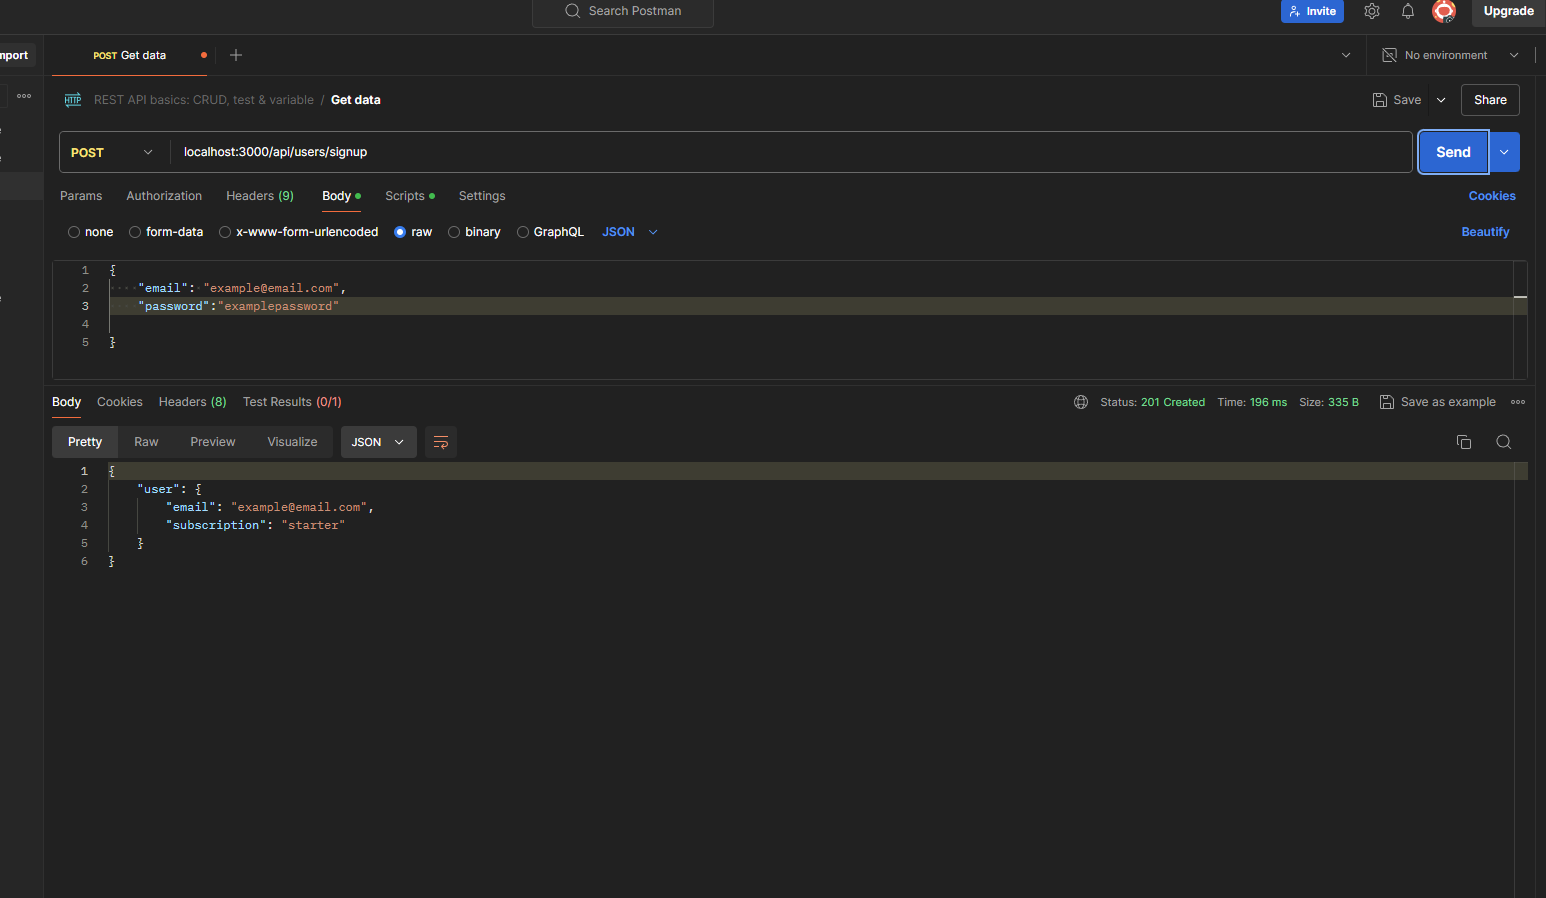 Search Postman
Invite
Upgrade
mport
POST Get data
No environment
REST API basics: CRUD, test & variable / Get data
Save
Share
POST
localhost:3000/api/users/signup
Send
Params Authorization Headers (9) Body Scripts Settings
Cookies
none form-data x-www-form-urlencoded raw binary GraphQL JSON
Beautify
1 {
2 "email": "example@email.com",
3 "password":"examplepassword"
4
5 }
Body Cookies Headers (8) Test Results (0/1)
Status: 201 Created Time: 196 ms Size: 335 B Save as example
Pretty Raw Preview Visualize JSON
1 {
2 "user": {
3 "email": "example@email.com",
4 "subscription": "starter"
5 }
6 }